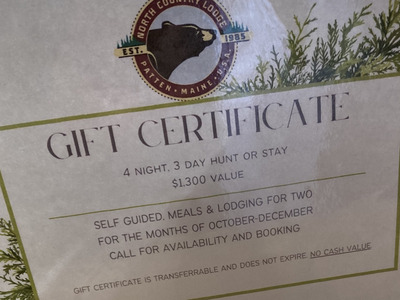 NORTH COUNTRY LODGE
EST. 1985
PATTEN • MAINE • U.S.A.
GIFT CERTIFICATE
4 NIGHT, 3 DAY HUNT OR STAY
$1,300 VALUE
SELF GUIDED, MEALS & LODGING FOR TWO
FOR THE MONTHS OF OCTOBER-DECEMBER
CALL FOR AVAILABILITY AND BOOKING
GIFT CERTIFICATE IS TRANSFERRABLE AND DOES NOT EXPIRE. NO CASH VALUE